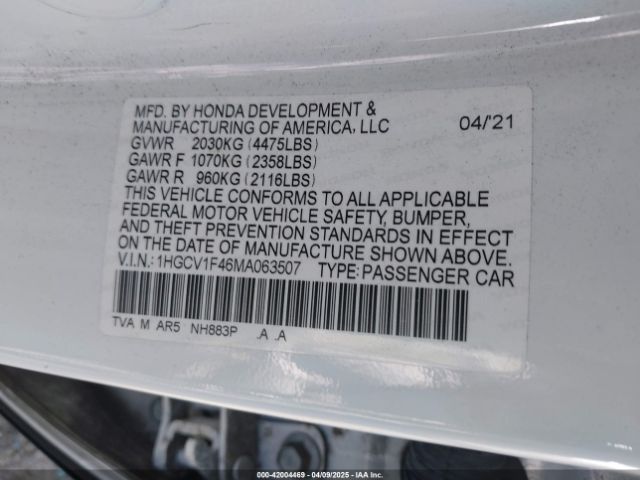 MFD. BY HONDA DEVELOPMENT &
MANUFACTURING OF AMERICA, LLC 04/'21
GVWR 2030KG (4475LBS)
GAWR F 1070KG (2358LBS)
GAWR R 960KG (2116LBS)
THIS VEHICLE CONFORMS TO ALL APPLICABLE
FEDERAL MOTOR VEHICLE SAFETY, BUMPER,
AND THEFT PREVENTION STANDARDS IN EFFECT
ON THE DATE OF MANUFACTURE SHOWN ABOVE.
V.I.N.: 1HGCV1F46MA063507 TYPE: PASSENGER CAR
TVA M AR5 NH883P .A .A
000-42004469 - 04/09/2025 - IAA Inc.